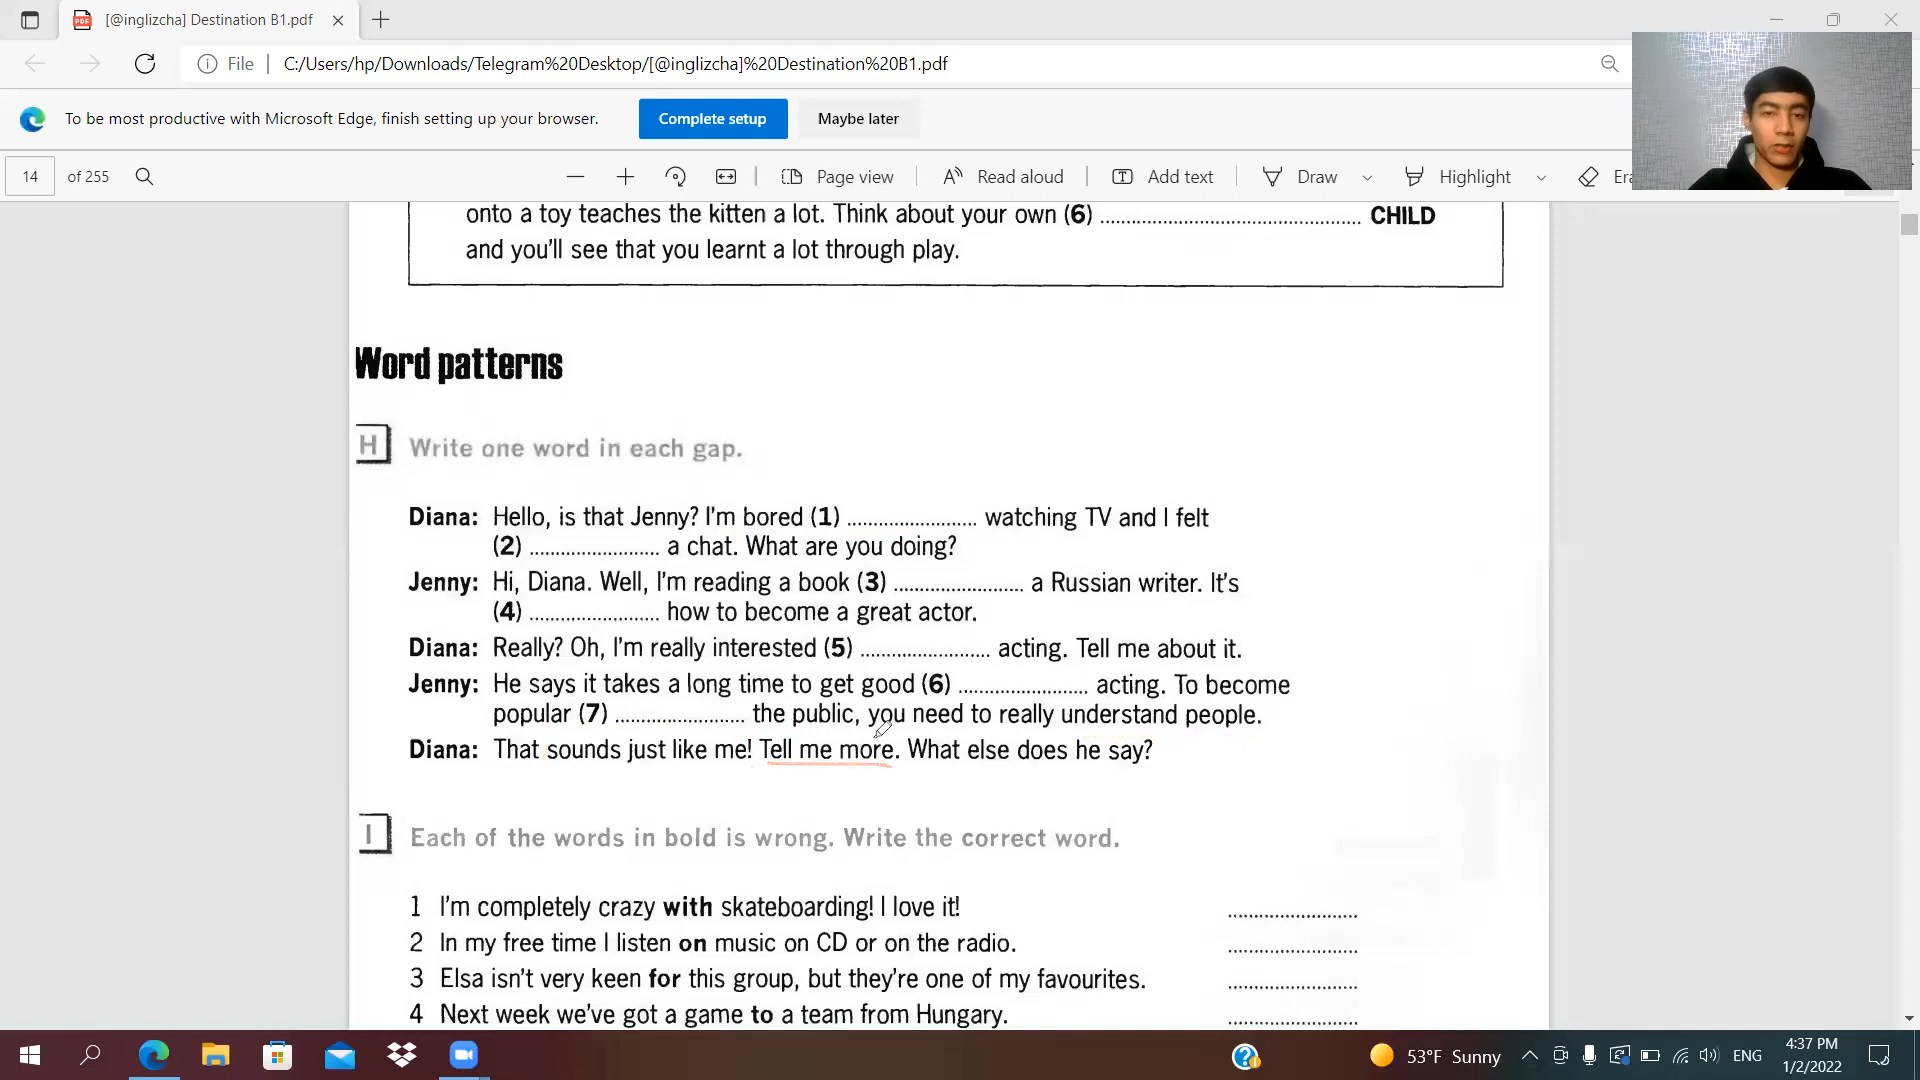 [@inglizcha] Destination B1.pdf
File
C:/Users/hp/Downloads/Telegram%20Desktop/[@inglizcha]%20Destination%20B1.pdf
To be most productive with Microsoft Edge, finish setting up your browser.
Complete setup
Maybe later
14 of 255
Page view
Read aloud
Add text
Draw
Highlight
onto a toy teaches the kitten a lot. Think about your own (6) .................................................. CHILD
and you'll see that you learnt a lot through play.
Word patterns
H Write one word in each gap.
Diana: Hello, is that Jenny? I'm bored (1) ......................... watching TV and I felt
(2) ......................... a chat. What are you doing?
Jenny: Hi, Diana. Well, I'm reading a book (3) ......................... a Russian writer. It's
(4) ......................... how to become a great actor.
Diana: Really? Oh, I'm really interested (5) ......................... acting. Tell me about it.
Jenny: He says it takes a long time to get good (6) ......................... acting. To become
popular (7) ......................... the public, you need to really understand people.
Diana: That sounds just like me! Tell me more. What else does he say?
I Each of the words in bold is wrong. Write the correct word.
1 I'm completely crazy with skateboarding! I love it! .........................
2 In my free time I listen on music on CD or on the radio. .........................
3 Elsa isn't very keen for this group, but they're one of my favourites. .........................
4 Next week we've got a game to a team from Hungary. .........................
53°F Sunny
ENG
4:37 PM
1/2/2022